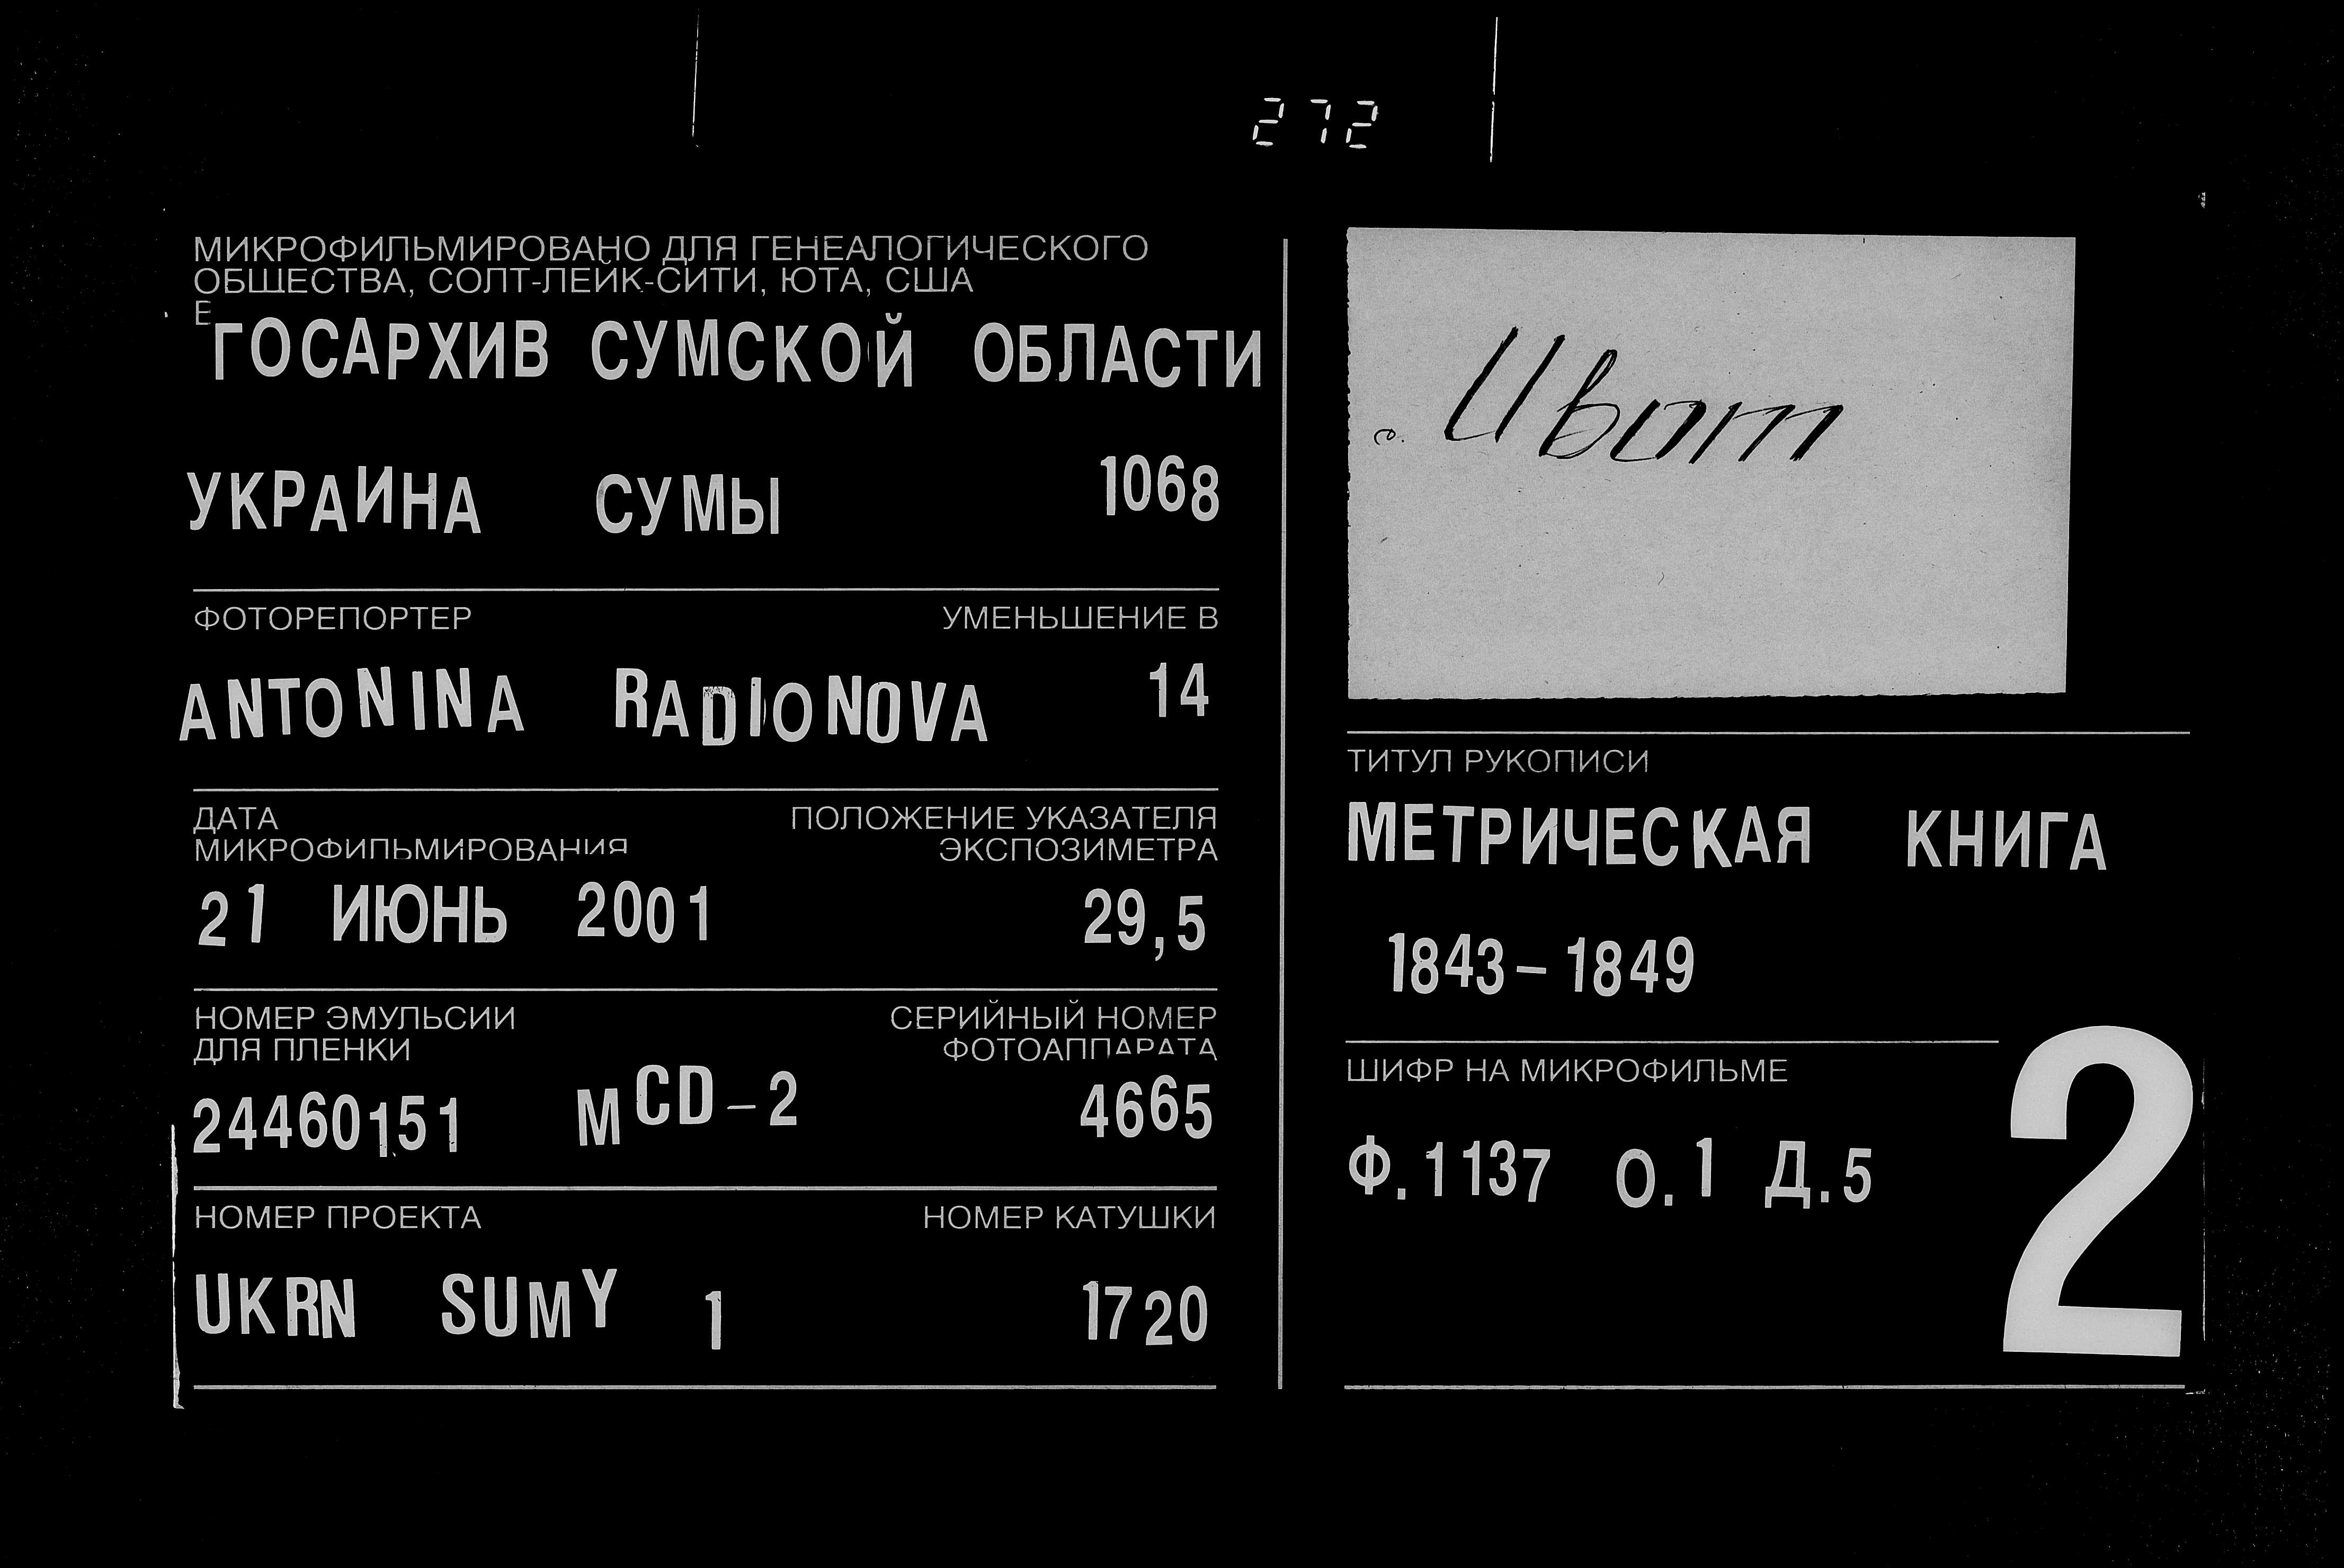 272
МИКРОФИЛЬМИРОВАНО ДЛЯ ГЕНЕАЛОГИЧЕСКОГО
ОБЩЕСТВА, СОЛТ-ЛЕЙК-СИТИ, ЮТА, США
Е
ГОСАРХИВ СУМСКОЙ ОБЛАСТИ
УКРАИНА СУМЫ 1068
ФОТОРЕПОРТЕР УМЕНЬШЕНИЕ В
ANTONINA RADIONOVA 14
ДАТА ПОЛОЖЕНИЕ УКАЗАТЕЛЯ
МИКРОФИЛЬМИРОВАНИЯ ЭКСПОЗИМЕТРА
21 ИЮНЬ 2001 29,5
НОМЕР ЭМУЛЬСИИ СЕРИЙНЫЙ НОМЕР
ДЛЯ ПЛЕНКИ ФОТОАППАРАТА
24460151 MCD-2 4665
НОМЕР ПРОЕКТА НОМЕР КАТУШКИ
UKRN SUMY 1 1720
с. Ивот
ТИТУЛ РУКОПИСИ
МЕТРИЧЕСКАЯ КНИГА
1843-1849
ШИФР НА МИКРОФИЛЬМЕ
Ф.1137 О.1 Д.5
2